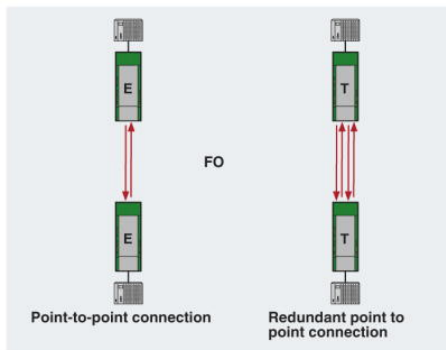 E
T
FO
E
T
Point-to-point connection
Redundant point to
point connection